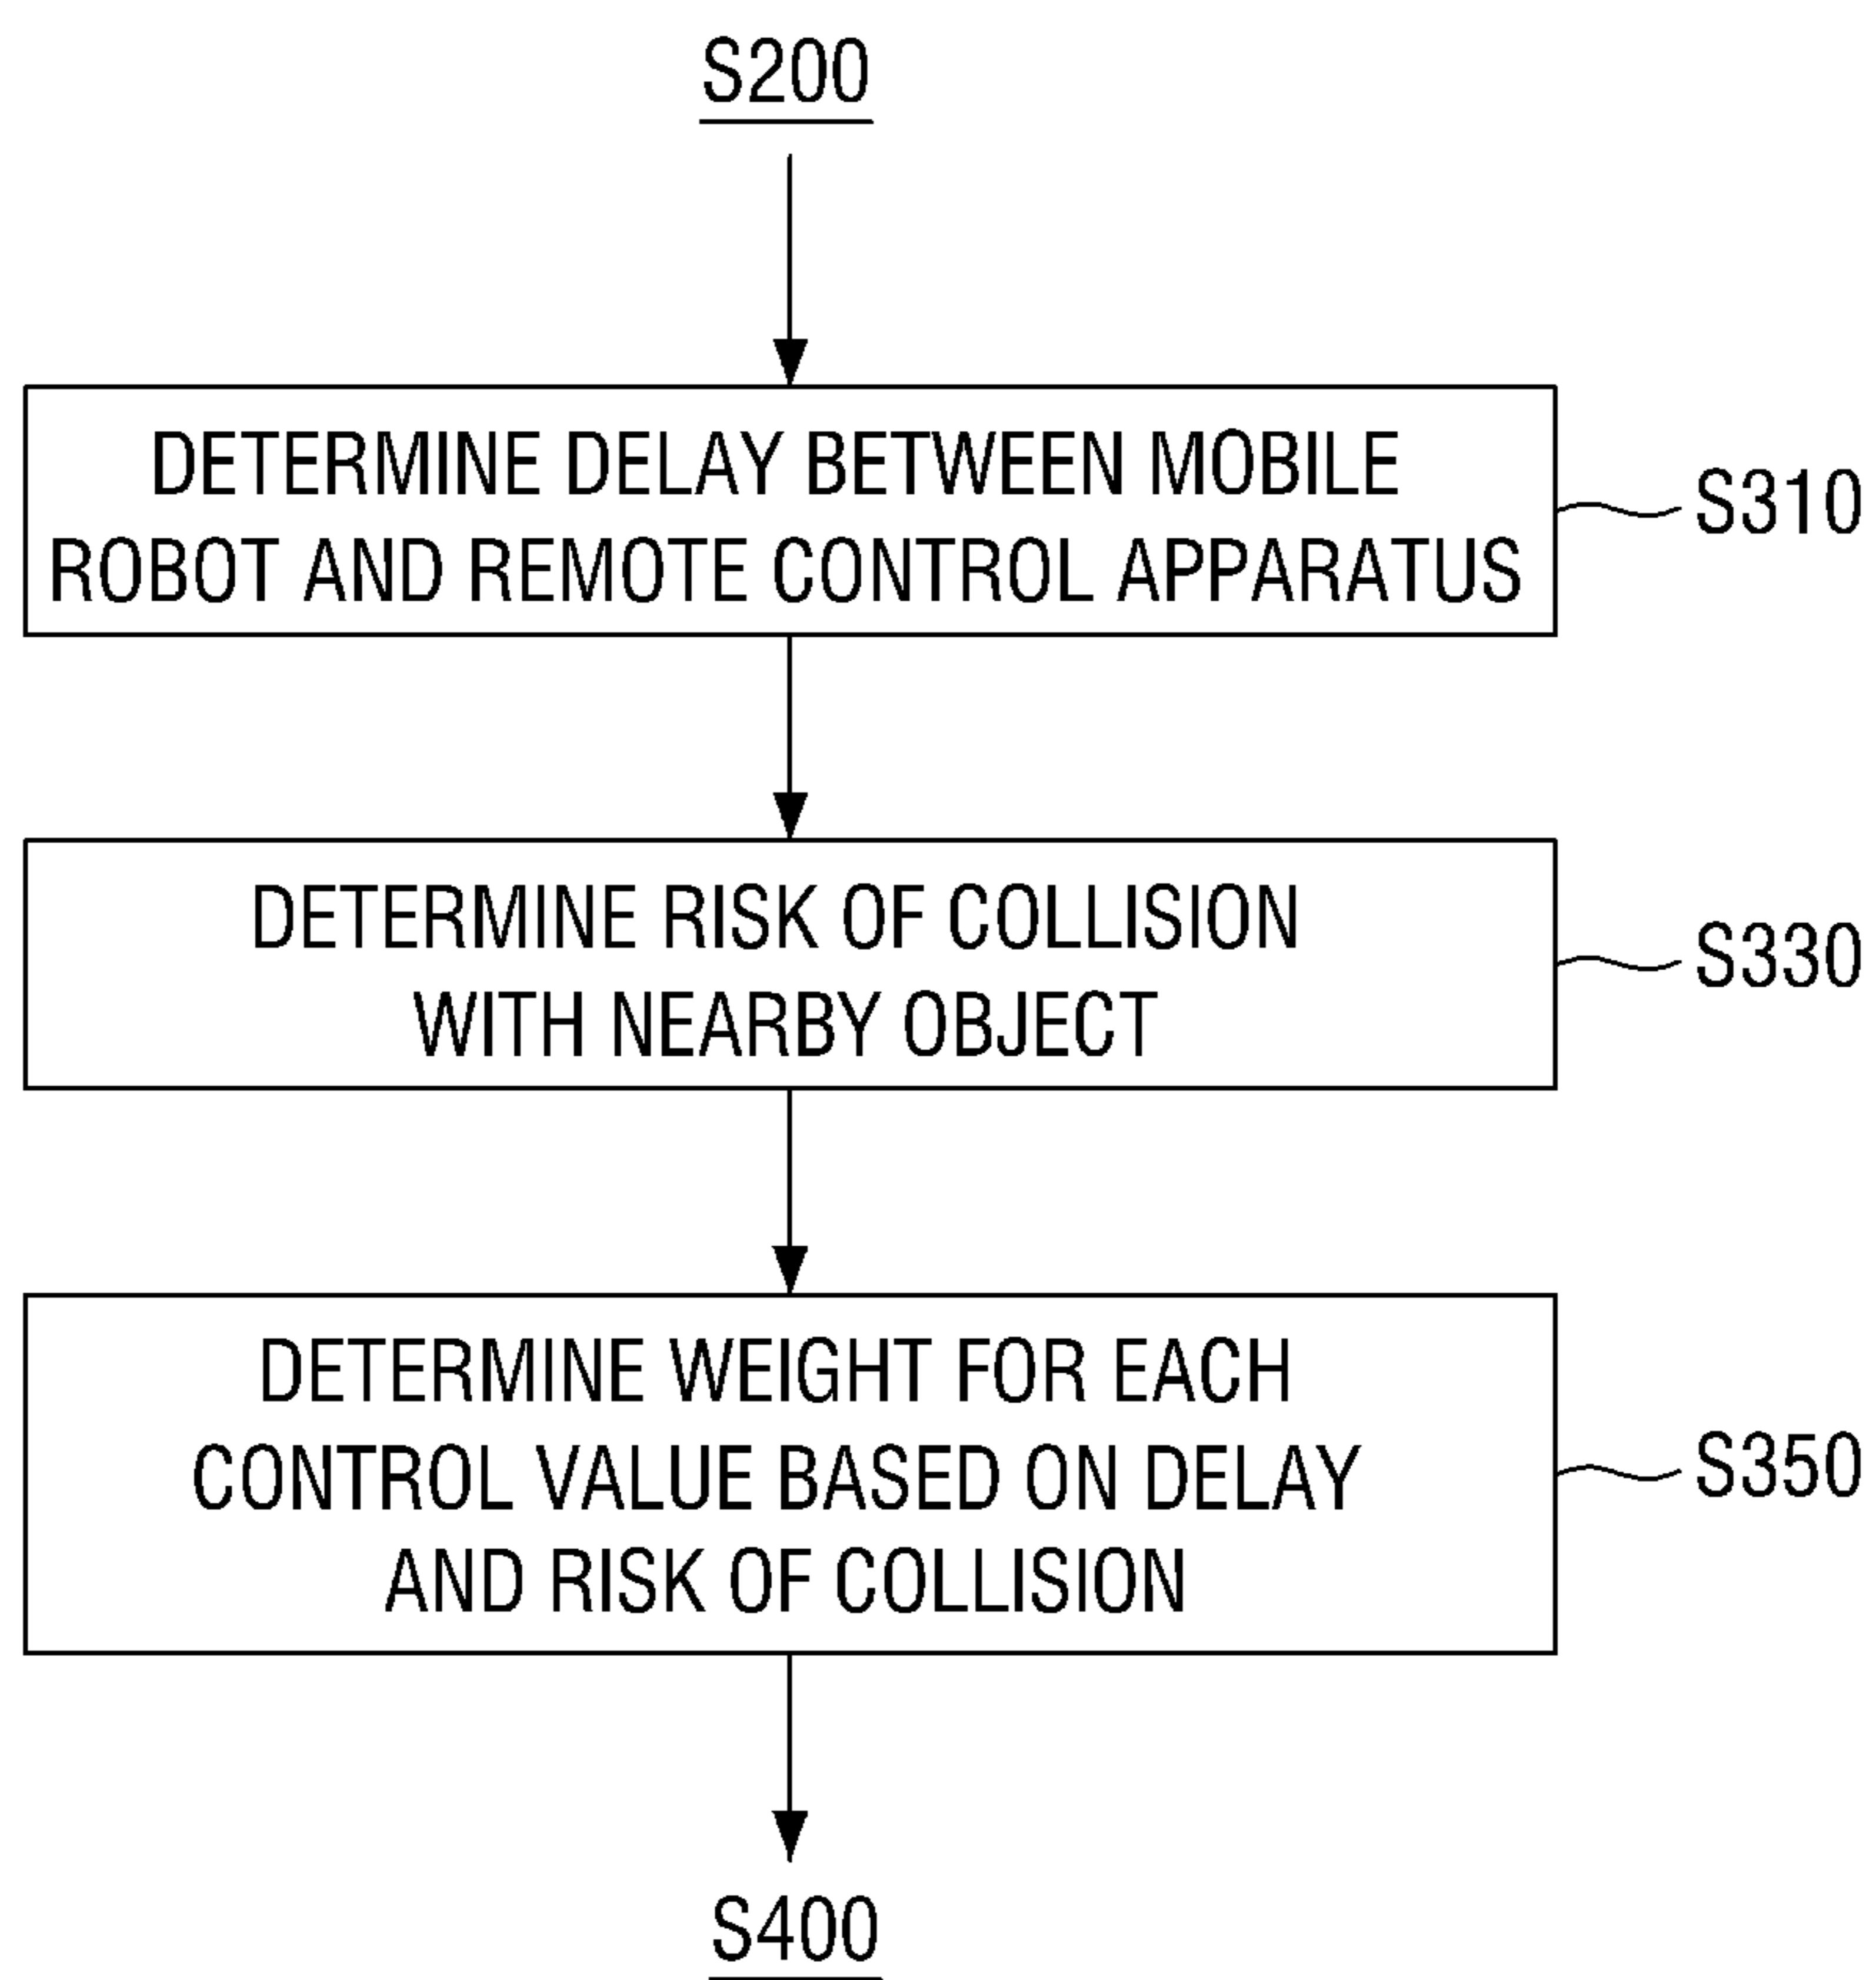 S200
DETERMINE DELAY BETWEEN MOBILE
ROBOT AND REMOTE CONTROL APPARATUS
S310
DETERMINE RISK OF COLLISION
WITH NEARBY OBJECT
S330
DETERMINE WEIGHT FOR EACH
CONTROL VALUE BASED ON DELAY
AND RISK OF COLLISION
S350
S400